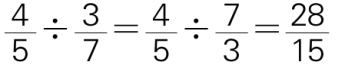 4/5 ÷ 3/7 = 4/5 ÷ 7/3 = 28/15